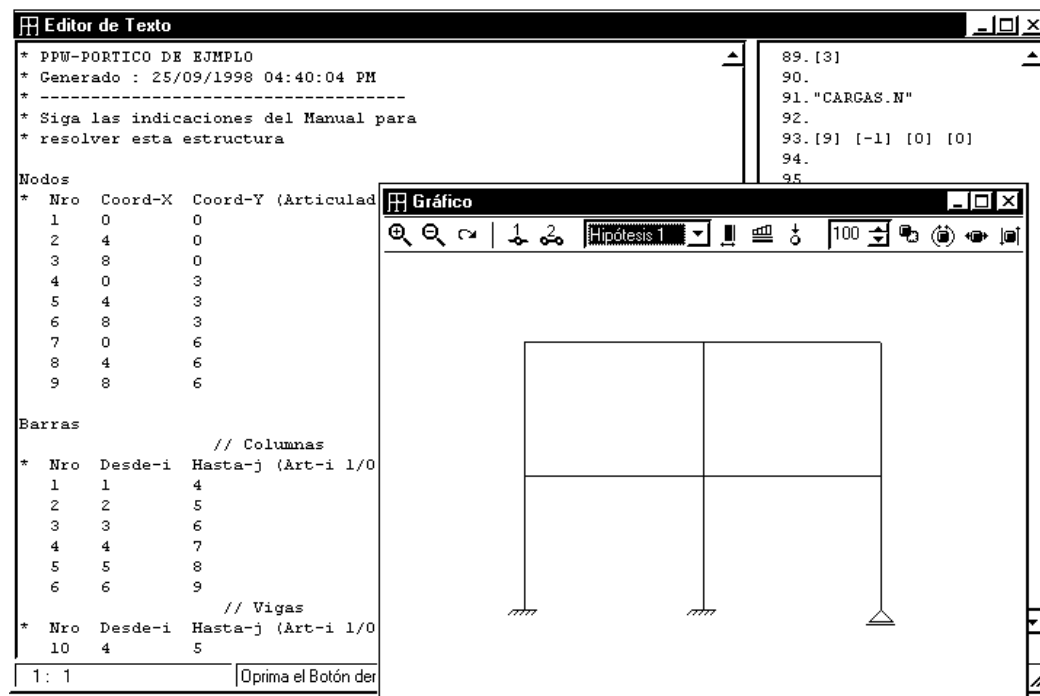 Editor de Texto
* PPW-PORTICO DE EJMPLO
* Generado : 25/09/1998 04:40:04 PM
* -----------------------------------
* Siga las indicaciones del Manual para
* resolver esta estructura
Nodos
* Nro Coord-X Coord-Y (Articulad
1 0 0
2 4 0
3 8 0
4 0 3
5 4 3
6 8 3
7 0 6
8 4 6
9 8 6
Barras
// Columnas
* Nro Desde-i Hasta-j (Art-i 1/0
1 1 4
2 2 5
3 3 6
4 4 7
5 5 8
6 6 9
// Vigas
* Nro Desde-i Hasta-j (Art-i 1/0
10 4 5
1: 1
Oprima el Botón der
89.[3]
90.
91."CARGAS.N"
92.
93.[9] [-1] [0] [0]
94.
95
Gráfico
1 2 Hipótesis 1 100